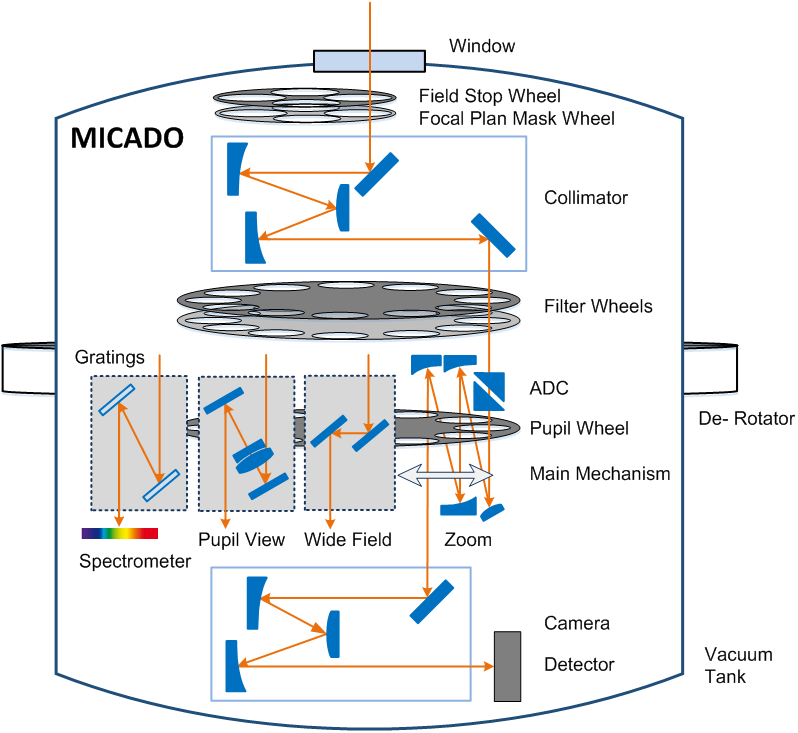 Window
Field Stop Wheel
Focal Plan Mask Wheel
MICADO
Collimator
Filter Wheels
Gratings
ADC
De- Rotator
Pupil Wheel
Main Mechanism
Pupil View
Wide Field
Zoom
Spectrometer
Camera
Detector
Vacuum
Tank